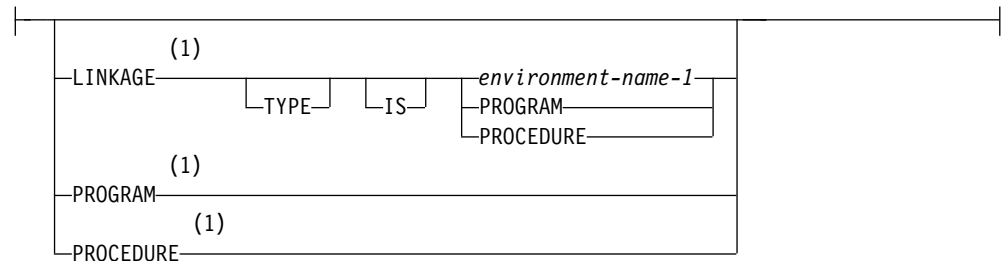 (1)
LINKAGE
TYPE IS environment-name-1
PROGRAM
PROCEDURE
(1)
PROGRAM
(1)
PROCEDURE